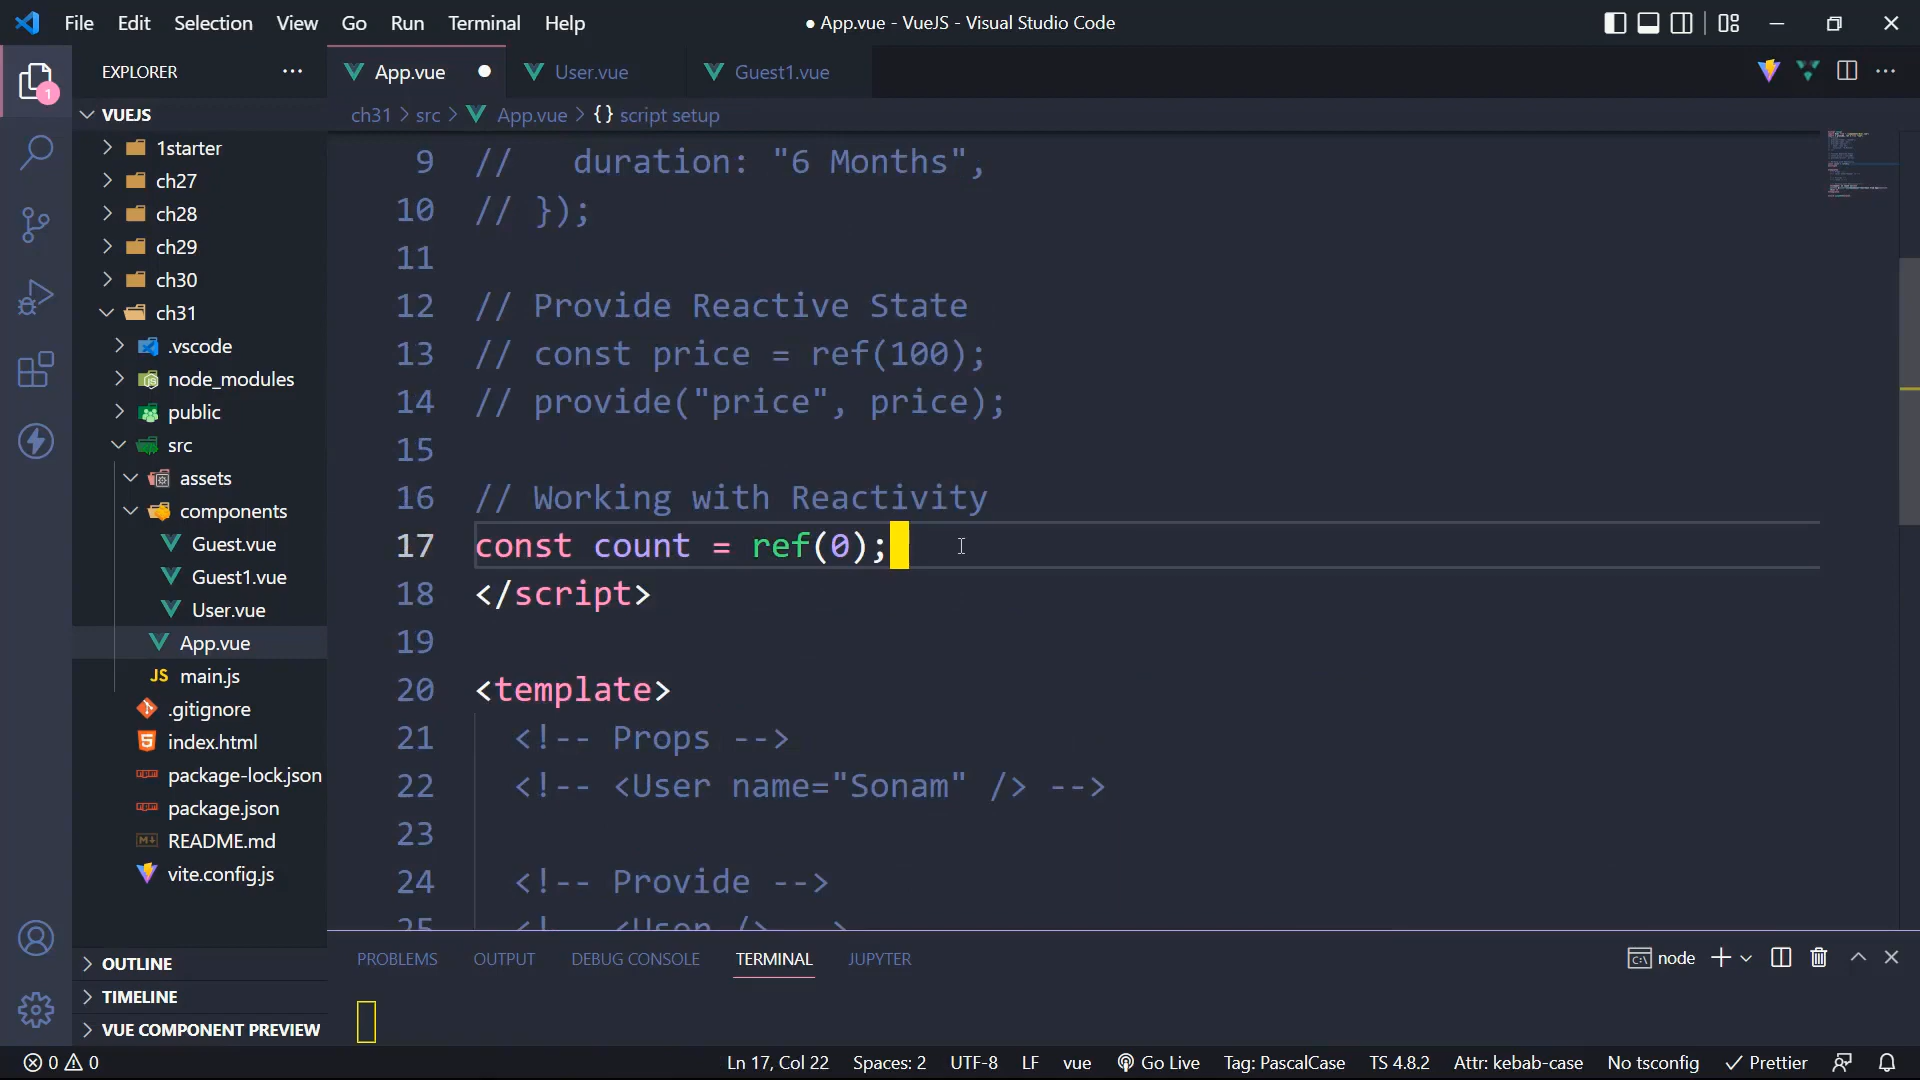 File Edit Selection View Go Run Terminal Help
● App.vue - VueJS - Visual Studio Code
EXPLORER
App.vue
User.vue
Guest1.vue
1
VUEJS
1starter
ch27
ch28
ch29
ch30
ch31
.vscode
node_modules
public
src
assets
components
Guest.vue
Guest1.vue
User.vue
App.vue
JS main.js
.gitignore
index.html
package-lock.json
package.json
README.md
vite.config.js
OUTLINE
TIMELINE
VUE COMPONENT PREVIEW
ch31 > src > App.vue > {} script setup
9 //   duration: "6 Months",
10 // });
11
12 // Provide Reactive State
13 // const price = ref(100);
14 // provide("price", price);
15
16 // Working with Reactivity
17 const count = ref(0);
18 </script>
19
20 <template>
21 <!-- Props -->
22 <!-- <User name="Sonam" /> -->
23
24 <!-- Provide -->
25 <!-- <User /> -->
PROBLEMS OUTPUT DEBUG CONSOLE TERMINAL JUPYTER
node
0 0
Ln 17, Col 22 Spaces: 2 UTF-8 LF vue Go Live Tag: PascalCase TS 4.8.2 Attr: kebab-case No tsconfig Prettier